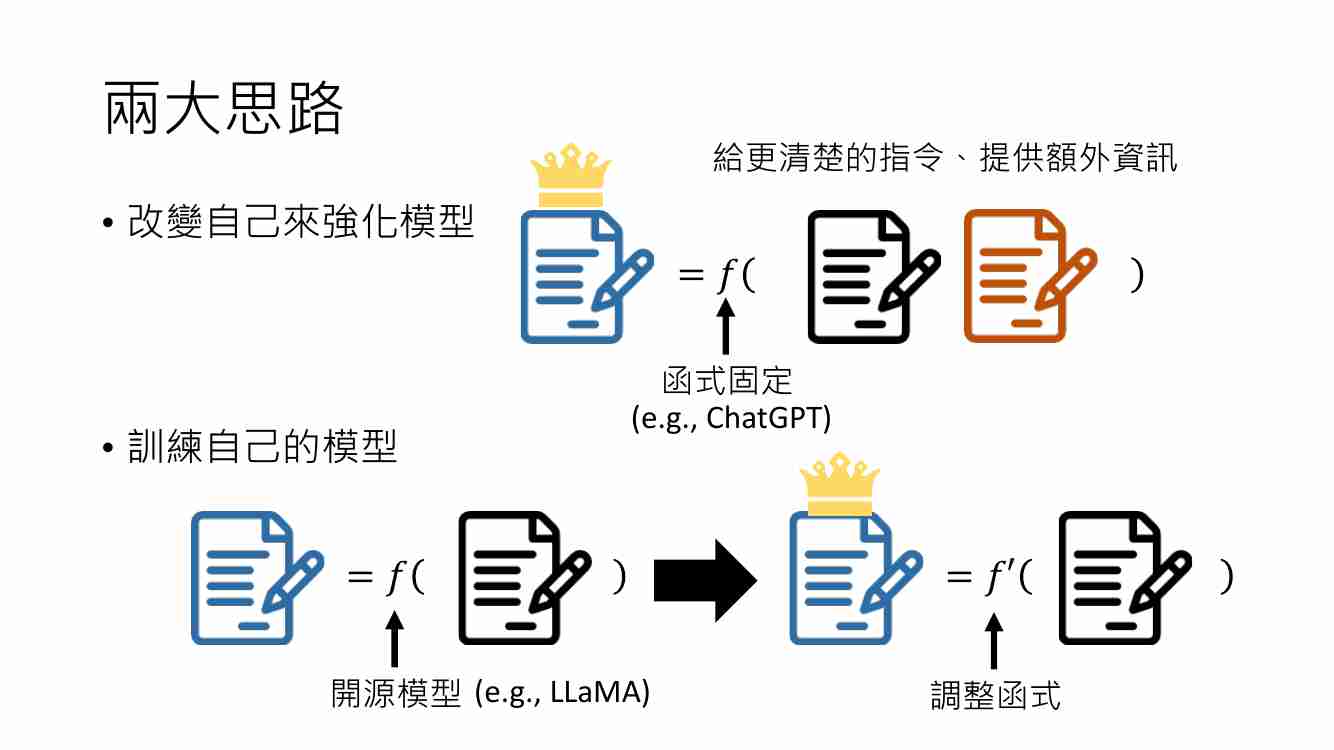 兩大思路
給更清楚的指令、提供額外資訊
• 改變自己來強化模型
= f( )
函式固定
(e.g., ChatGPT)
• 訓練自己的模型
= f( )
= f′( )
開源模型 (e.g., LLaMA)
調整函式